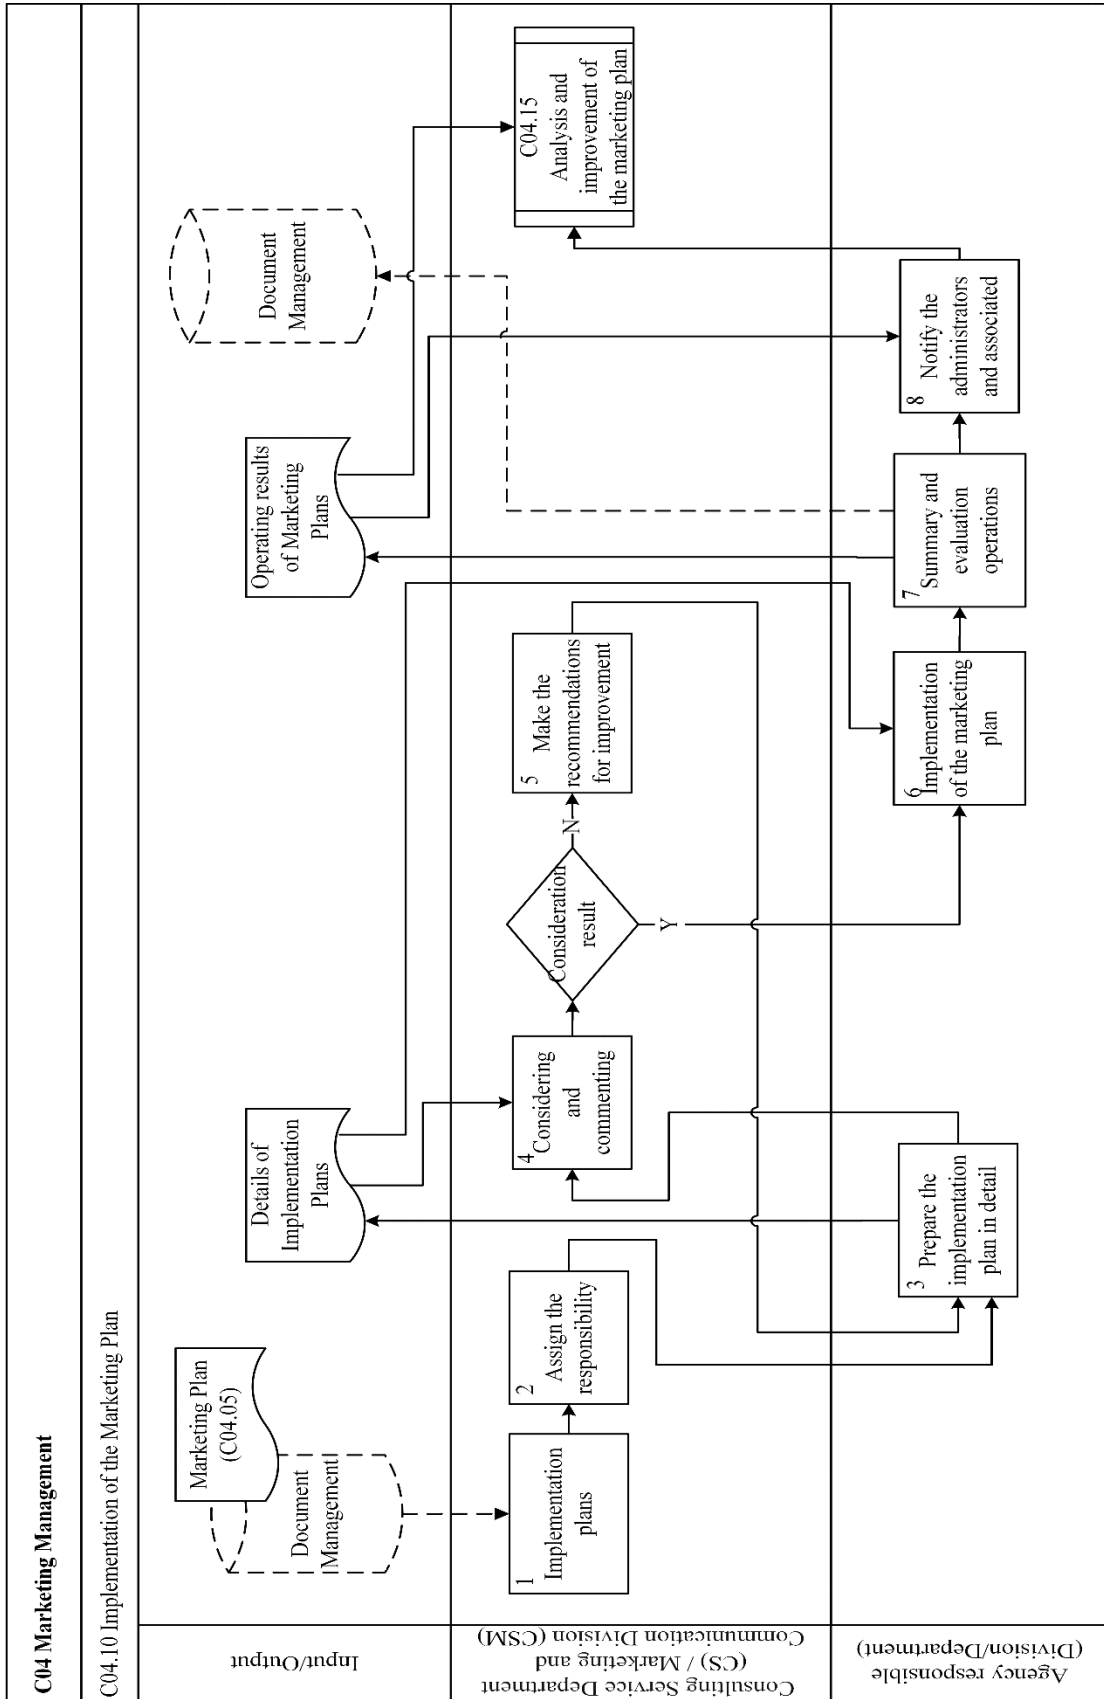 C04 Marketing Management
C04.10 Implementation of the Marketing Plan
Input/Output
Marketing Plan
(C04.05)
Document
Management
Details of
Implementation
Plans
Operating results
of Marketing
Plans
Document
Management
Consulting Service Department
(CS) / Marketing and
Communication Division (CSM)
1
Implementation
plans
2
Assign the
responsibility
4
Considering
and
commenting
Consideration
result
N
Y
5
Make the
recommendations
for improvement
C04.15
Analysis and
improvement of
the marketing plan
Agency responsible
(Division/Department)
3
Prepare the
implementation
plan in detail
6
Implementation
of the marketing
plan
7
Summary and
evaluation
operations
8
Notify the
administrators
and associated